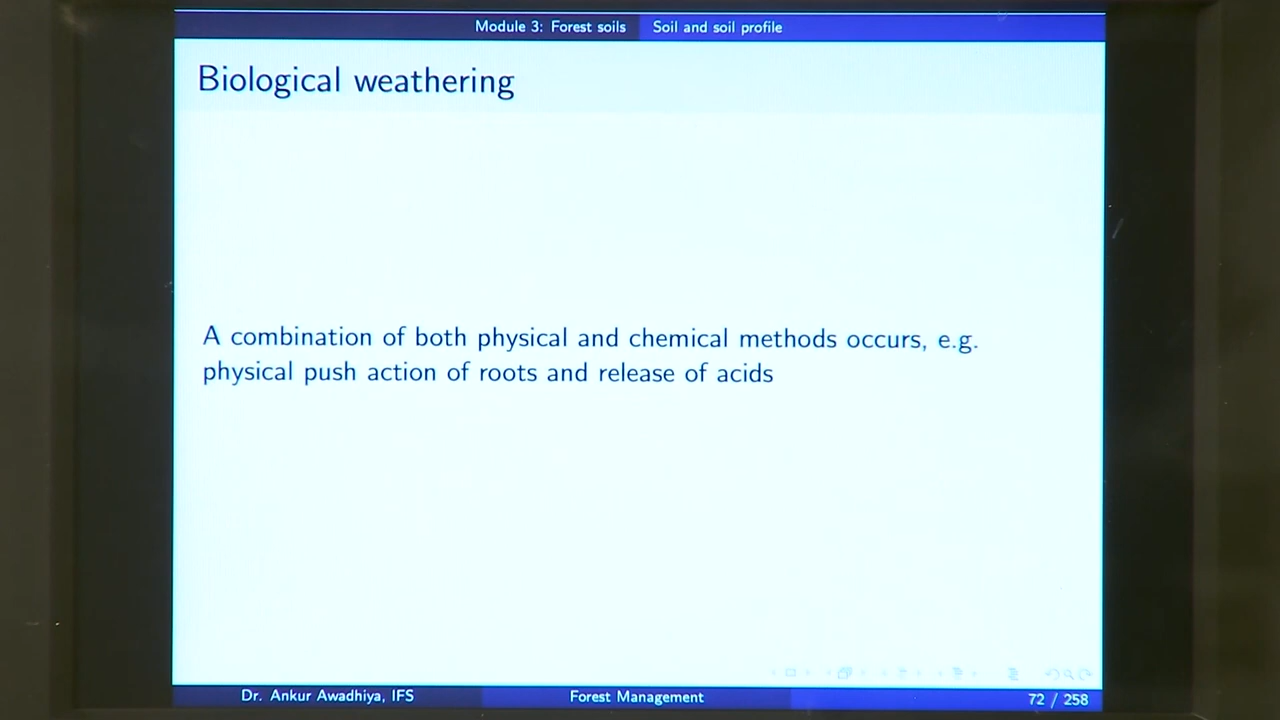 Module 3: Forest soils Soil and soil profile
Biological weathering
A combination of both physical and chemical methods occurs, e.g.
physical push action of roots and release of acids
Dr. Ankur Awadhiya, IFS Forest Management 72 / 258